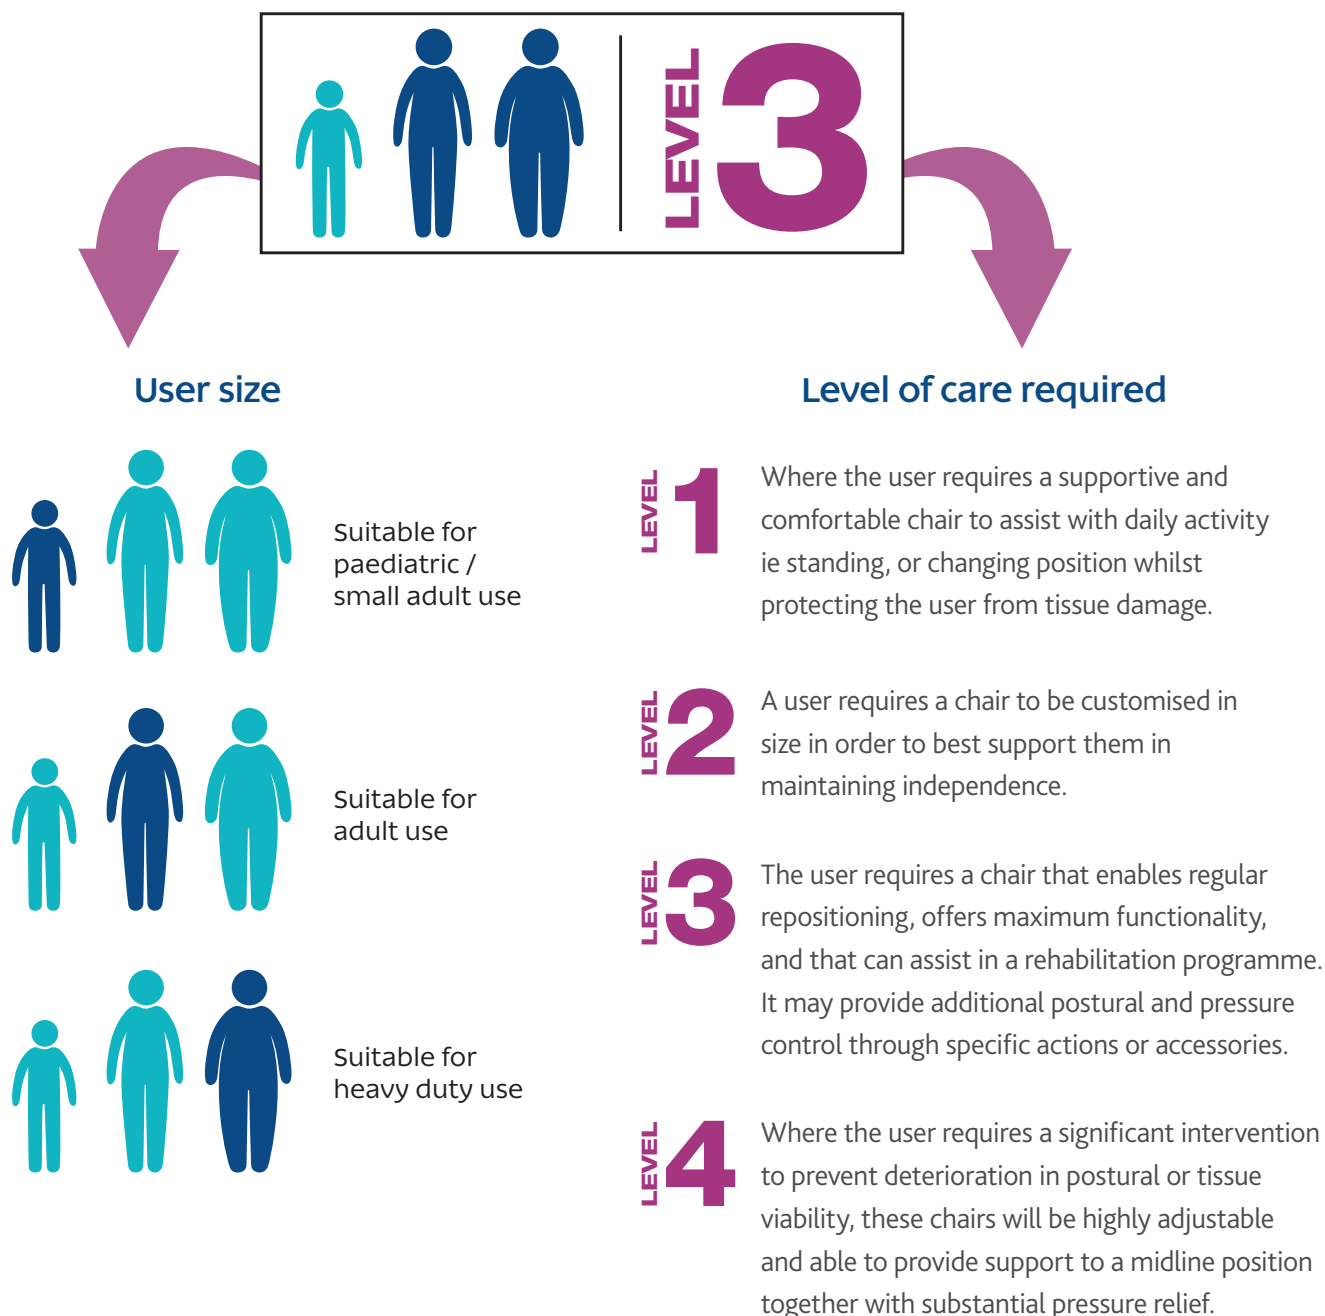 LEVEL 3
User size
Suitable for
paediatric /
small adult use
Suitable for
adult use
Suitable for
heavy duty use
Level of care required
LEVEL 1
Where the user requires a supportive and
comfortable chair to assist with daily activity
ie standing, or changing position whilst
protecting the user from tissue damage.
LEVEL 2
A user requires a chair to be customised in
size in order to best support them in
maintaining independence.
LEVEL 3
The user requires a chair that enables regular
repositioning, offers maximum functionality,
and that can assist in a rehabilitation programme.
It may provide additional postural and pressure
control through specific actions or accessories.
LEVEL 4
Where the user requires a significant intervention
to prevent deterioration in postural or tissue
viability, these chairs will be highly adjustable
and able to provide support to a midline position
together with substantial pressure relief.